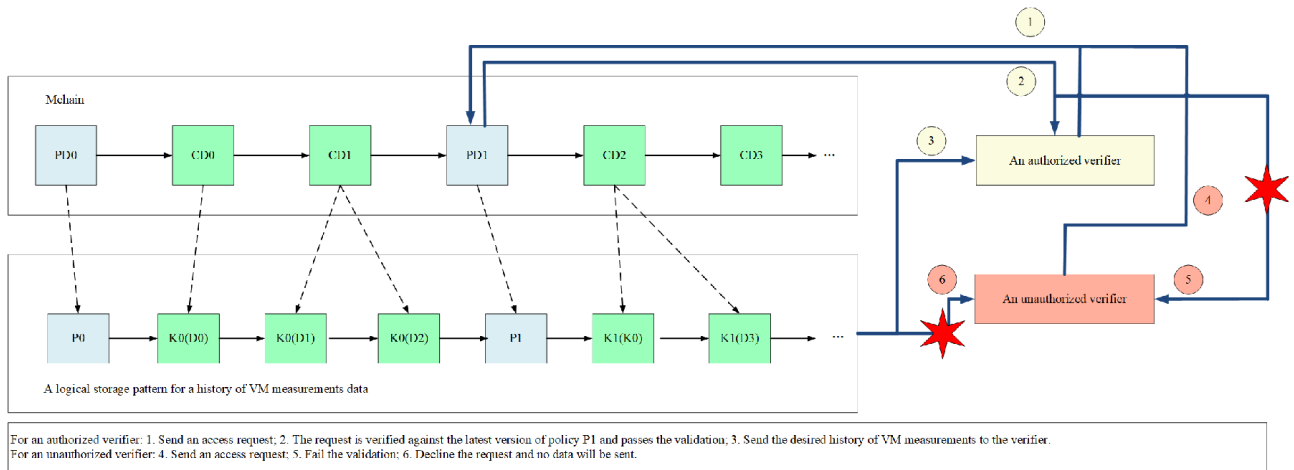 1
2
Mchain
PD0
CD0
CD1
PD1
CD2
CD3
...
3
An authorized verifier
4
5
6
An unauthorized verifier
P0
K0(D0)
K0(D1)
K0(D2)
P1
K1(K0)
K1(D3)
...
A logical storage pattern for a history of VM measurements data
For an authorized verifier: 1. Send an access request; 2. The request is verified against the latest version of policy P1 and passes the validation; 3. Send the desired history of VM measurements to the verifier.
For an unauthorized verifier: 4. Send an access request; 5. Fail the validation; 6. Decline the request and no data will be sent.